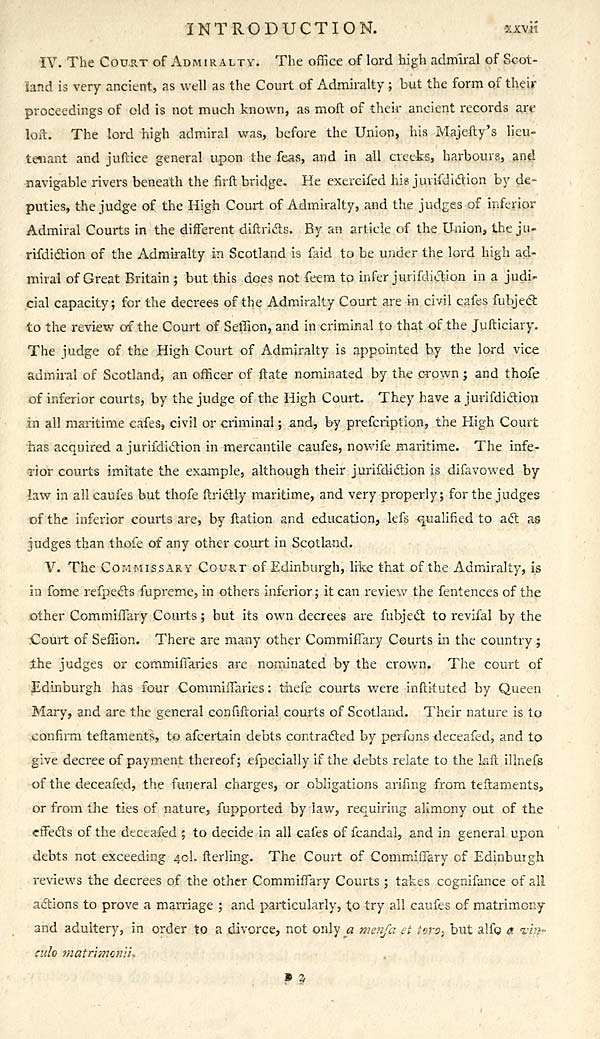 INTRODUCTION. xxvii
IV. The COURT of ADMIRALTY. The office of lord high admiral of Scot-
land is very ancient, as well as the Court of Admiralty; but the form of their
proceedings of old is not much known, as moſt of their ancient records are
loſt. The lord high admiral was, before the Union, his Majeſty's lieu-
tenant and juſtice general upon the ſeas, and in all creeks, harbours, and
navigable rivers beneath the firſt bridge. He exerciſed his juriſdiction by de-
puties, the judge of the High Court of Admiralty, and the judges of inferior
Admiral Courts in the different diſtricts. By an article of the Union, the ju-
riſdiction of the Admiralty in Scotland is ſaid to be under the lord high ad-
miral of Great Britain; but this does not ſeem to infer juriſdiction in a judi-
cial capacity; for the decrees of the Admiralty Court are in civil caſes ſubject
to the review of the Court of Seſſion, and in criminal to that of the Juſticiary.
The judge of the High Court of Admiralty is appointed by the lord vice
admiral of Scotland, an officer of ſtate nominated by the crown; and thoſe
of inferior courts, by the judge of the High Court. They have a juriſdiction
in all maritime caſes, civil or criminal; and, by preſcription, the High Court
has acquired a juriſdiction in mercantile cauſes, nowiſe maritime. The infe-
rior courts imitate the example, although their juriſdiction is diſavowed by
law in all cauſes but thoſe ſtrictly maritime, and very properly; for the judges
of the inferior courts are, by ſtation and education, leſs qualified to act as
judges than thoſe of any other court in Scotland.
V. The COMMISSARY COURT of Edinburgh, like that of the Admiralty, is
in ſome reſpects ſupreme, in others inferior; it can review the ſentences of the
other Commiſſary Courts; but its own decrees are ſubject to reviſal by the
Court of Seſſion. There are many other Commiſſary Courts in the country;
the judges or commiſſaries are nominated by the crown. The court of
Edinburgh has four Commiſſaries: theſe courts were inſtituted by Queen
Mary, and are the general conſiſtorial courts of Scotland. Their nature is to
confirm teſtaments, to aſcertain debts contracted by perſons deceaſed, and to
give decree of payment thereof; eſpecially if the debts relate to the laſt illneſs
of the deceaſed, the funeral charges, or obligations ariſing from teſtaments,
or from the ties of nature, ſupported by law, requiring alimony out of the
effects of the deceaſed; to decide in all caſes of ſcandal, and in general upon
debts not exceeding 40l. ſterling. The Court of Commiſſary of Edinburgh
reviews the decrees of the other Commiſſary Courts; takes cogniſance of all
actions to prove a marriage; and particularly, to try all cauſes of matrimony
and adultery, in order to a divorce, not only a menſa et toro, but alſo a vin-
culo matrimonii.
D 2